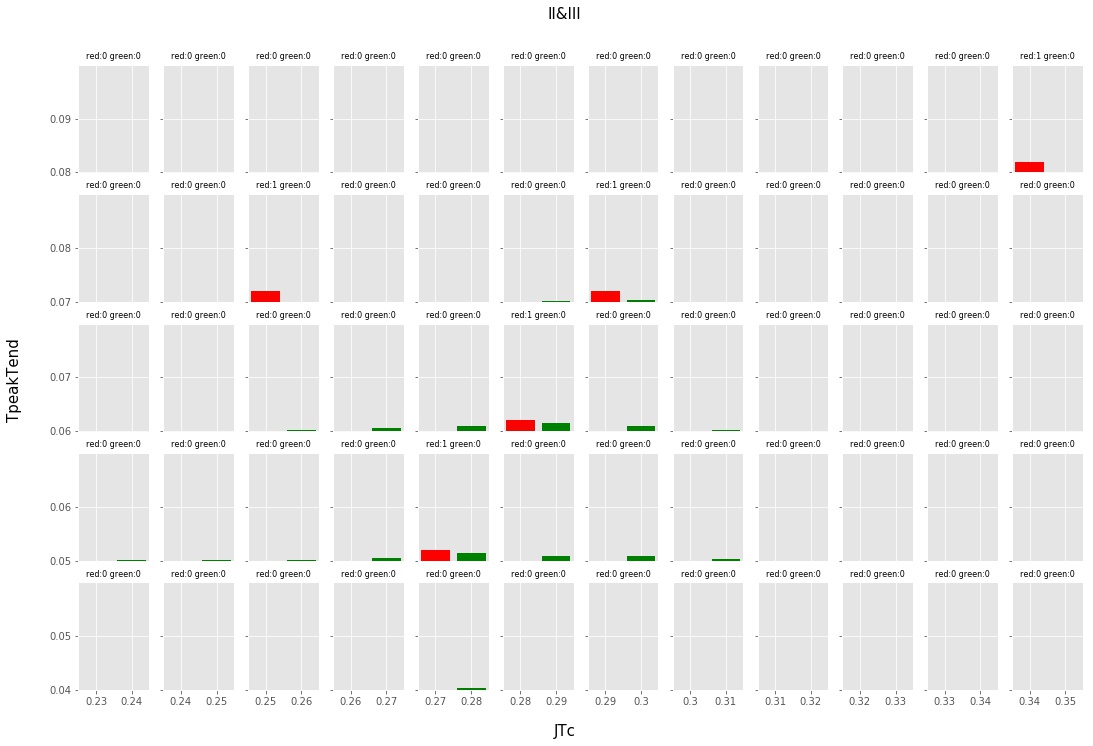 II&III
red:0 green:0 red:0 green:0 red:0 green:0 red:0 green:0 red:0 green:0 red:0 green:0 red:0 green:0 red:0 green:0 red:0 green:0 red:0 green:0 red:0 green:0 red:1 green:0
0.09
0.08
red:0 green:0 red:0 green:0 red:1 green:0 red:0 green:0 red:0 green:0 red:0 green:0 red:1 green:0 red:0 green:0 red:0 green:0 red:0 green:0 red:0 green:0 red:0 green:0
0.08
0.07
red:0 green:0 red:0 green:0 red:0 green:0 red:0 green:0 red:0 green:0 red:1 green:0 red:0 green:0 red:0 green:0 red:0 green:0 red:0 green:0 red:0 green:0 red:0 green:0
0.07
0.06
TpeakTend
red:0 green:0 red:0 green:0 red:0 green:0 red:0 green:0 red:1 green:0 red:0 green:0 red:0 green:0 red:0 green:0 red:0 green:0 red:0 green:0 red:0 green:0 red:0 green:0
0.06
0.05
red:0 green:0 red:0 green:0 red:0 green:0 red:0 green:0 red:0 green:0 red:0 green:0 red:0 green:0 red:0 green:0 red:0 green:0 red:0 green:0 red:0 green:0 red:0 green:0
0.05
0.04
0.23 0.24 0.24 0.25 0.25 0.26 0.26 0.27 0.27 0.28 0.28 0.29 0.29 0.3 0.3 0.31 0.31 0.32 0.32 0.33 0.33 0.34 0.34 0.35
JTc